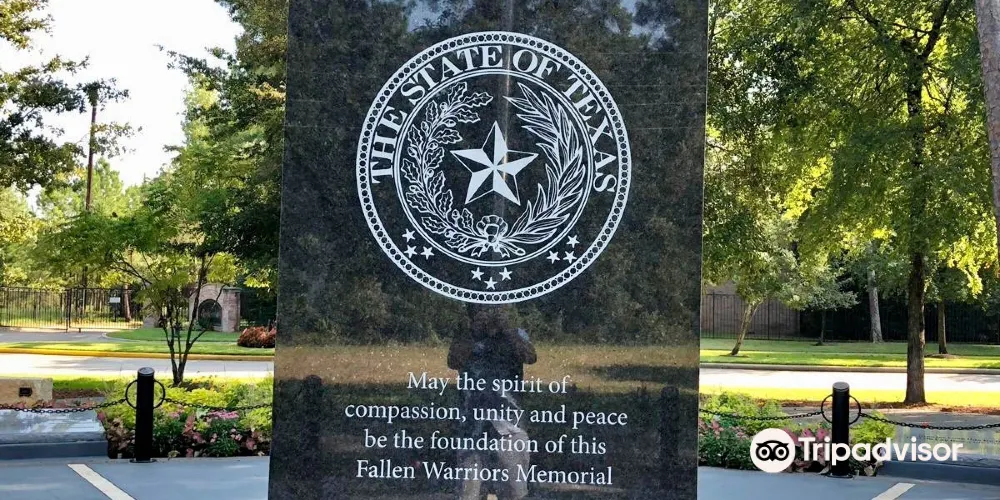 THE STATE OF TEXAS
May the spirit of
compassion, unity and peace
be the foundation of this
Fallen Warriors Memorial
Tripadvisor